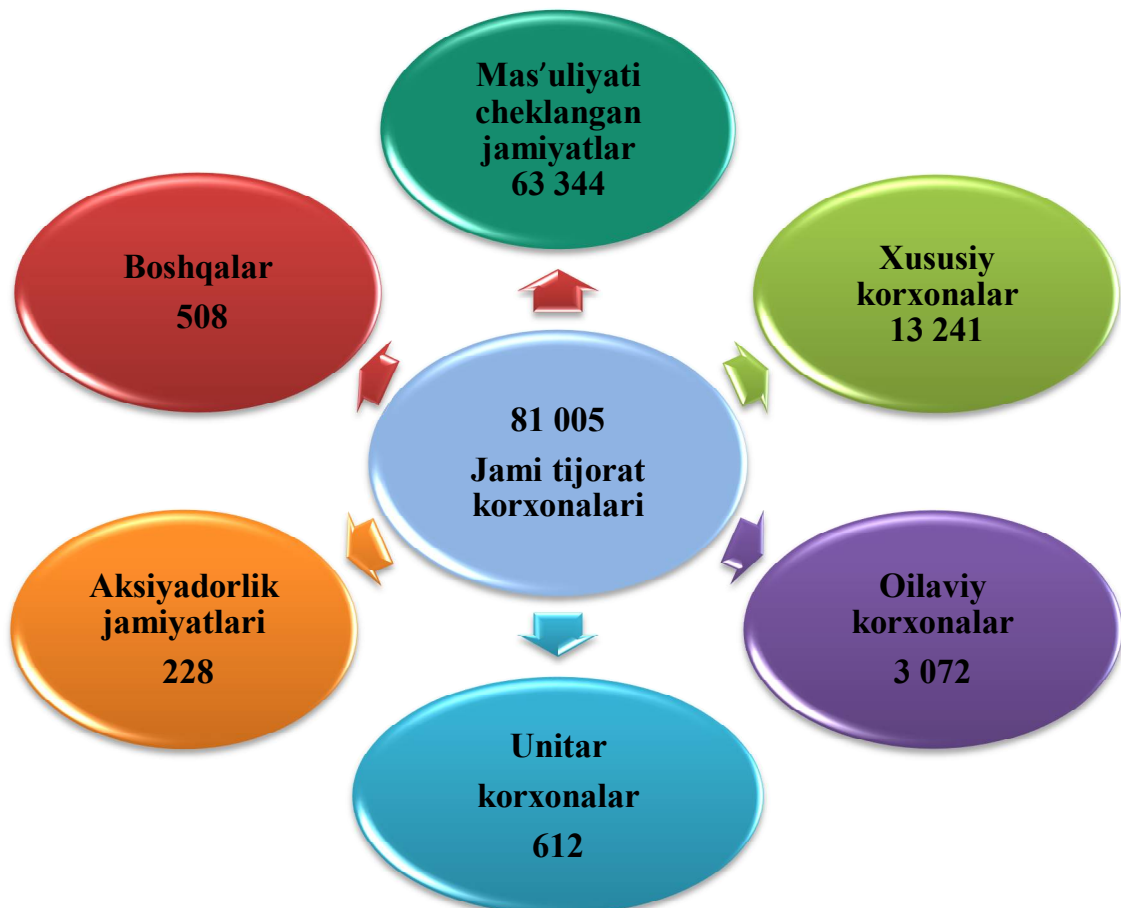 Mas′uliyati
cheklangan
jamiyatlar
63 344
Xususiy
korxonalar
13 241
Oilaviy
korxonalar
3 072
Unitar
korxonalar
612
Aksiyadorlik
jamiyatlari
228
Boshqalar
508
81 005
Jami tijorat
korxonalari